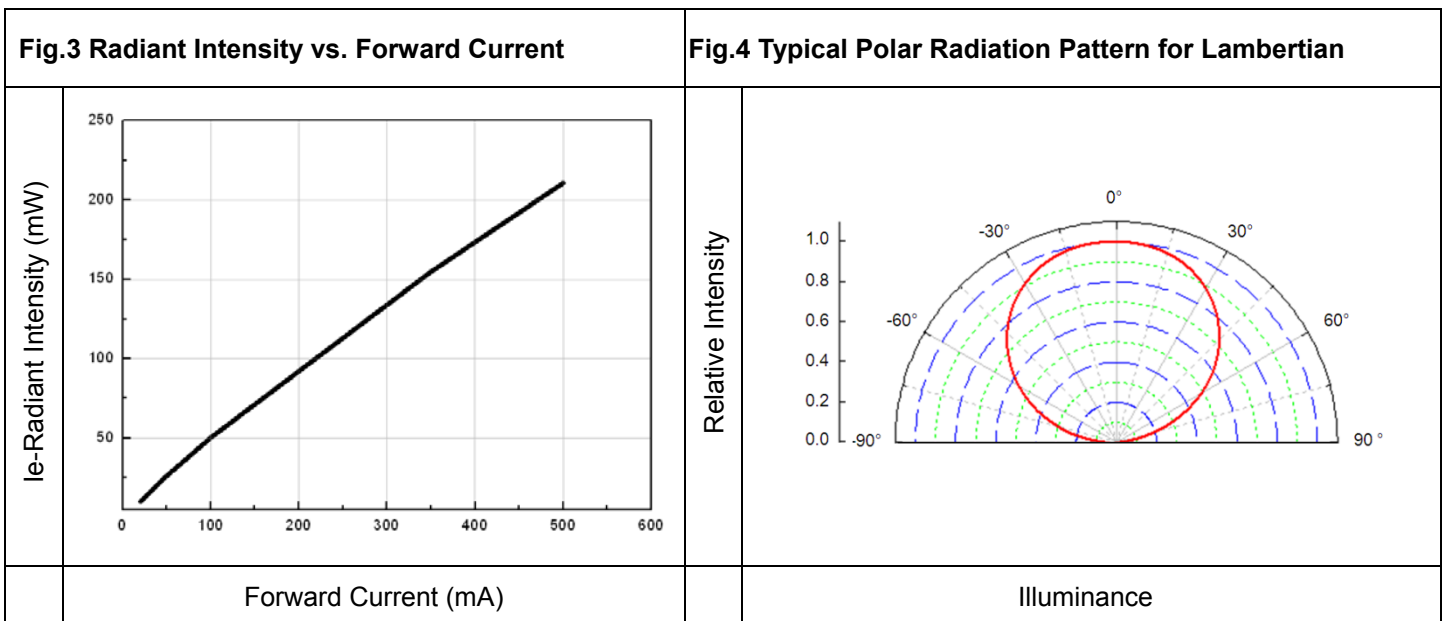 Fig.3 Radiant Intensity vs. Forward Current
Fig.4 Typical Polar Radiation Pattern for Lambertian
Ie-Radiant Intensity (mW)
250
200
150
100
50
0 100 200 300 400 500 600
Forward Current (mA)
Relative Intensity
0°
-30° 30°
-60° 60°
-90° 90 °
1.0
0.8
0.6
0.4
0.2
0.0
Illuminance